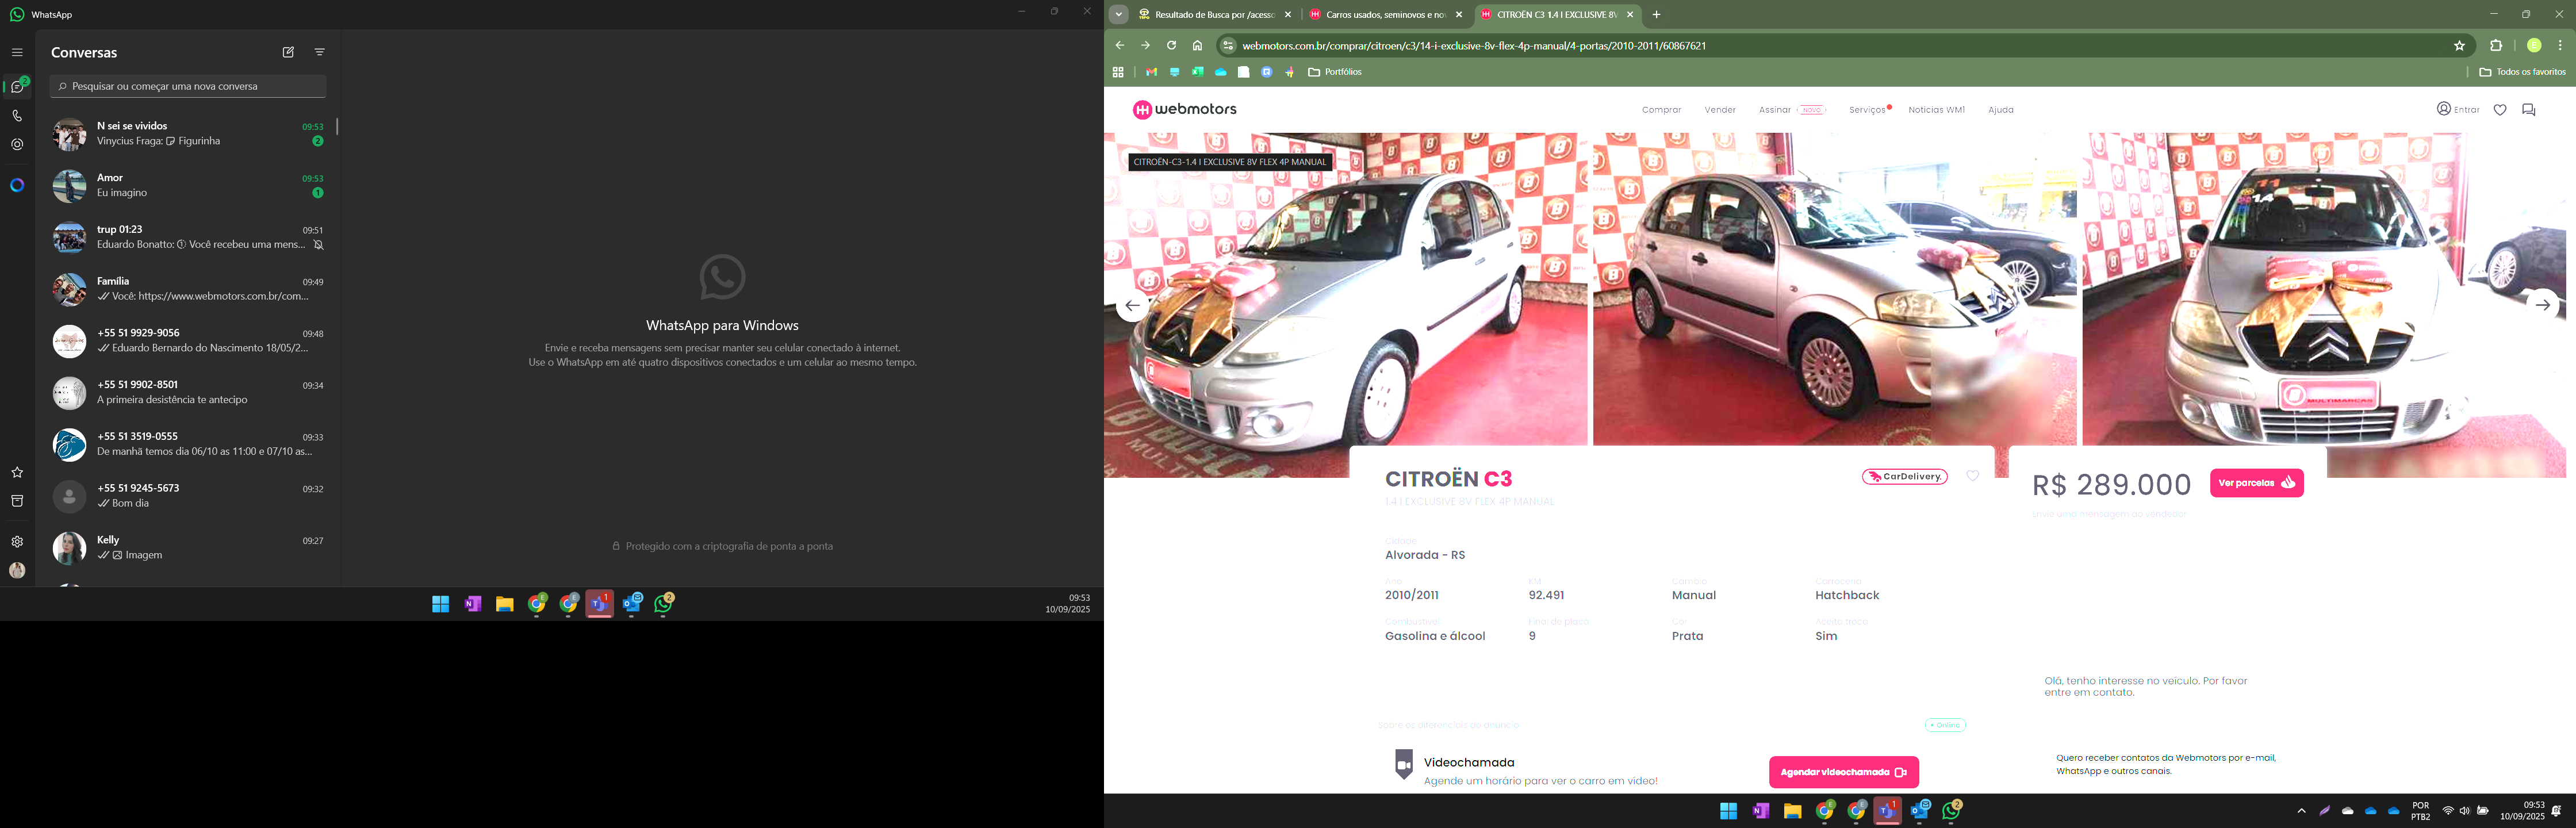 WhatsApp
Conversas
Pesquisar ou começar uma nova conversa
2
N sei se vividos
09:53
Vinycius Fraga: Figurinha
2
Amor
09:53
Eu imagino
1
trup 01:23
09:51
Eduardo Bonatto: Você recebeu uma mens...
Família
09:49
Você: https://www.webmotors.com.br/com...
+55 51 9929-9056
09:48
Eduardo Bernardo do Nascimento 18/05/2...
+55 51 9902-8501
09:34
A primeira desistência te antecipo
+55 51 3519-0555
09:33
De manhã temos dia 06/10 as 11:00 e 07/10 as...
+55 51 9245-5673
09:32
Bom dia
Kelly
09:27
Imagem
WhatsApp para Windows
Envie e receba mensagens sem precisar manter seu celular conectado à internet.
Use o WhatsApp em até quatro dispositivos conectados e um celular ao mesmo tempo.
Protegido com a criptografia de ponta a ponta
09:53
10/09/2025
Resultado de Busca por /acesso
Carros usados, seminovos e no
CITROËN C3 1.4 I EXCLUSIVE 8V
webmotors.com.br/comprar/citroen/c3/14-i-exclusive-8v-flex-4p-manual/4-portas/2010-2011/60867621
Portfólios
Todos os favoritos
webmotors
Comprar
Vender
Assinar
NOVO
Serviços
Notícias WM1
Ajuda
Entrar
CITROËN-C3-1.4 I EXCLUSIVE 8V FLEX 4P MANUAL
MULTIMARCAS
CITROËN C3
CarDelivery.
1.4 I EXCLUSIVE 8V FLEX 4P MANUAL
R$ 289.000
Ver parcelas
Envie uma mensagem ao vendedor
Cidade
Alvorada - RS
Ano
KM
Câmbio
Carroceria
2010/2011
92.491
Manual
Hatchback
Combustível
Final de placa
Cor
Aceita troca
Gasolina e álcool
9
Prata
Sim
Olá, tenho interesse no veículo. Por favor
entre em contato.
Sobre os diferenciais do anúncio
Online
Videochamada
Agende um horário para ver o carro em vídeo!
Agendar videochamada
Quero receber contatos da Webmotors por e-mail,
WhatsApp e outros canais.
POR
PTB2
09:53
10/09/2025